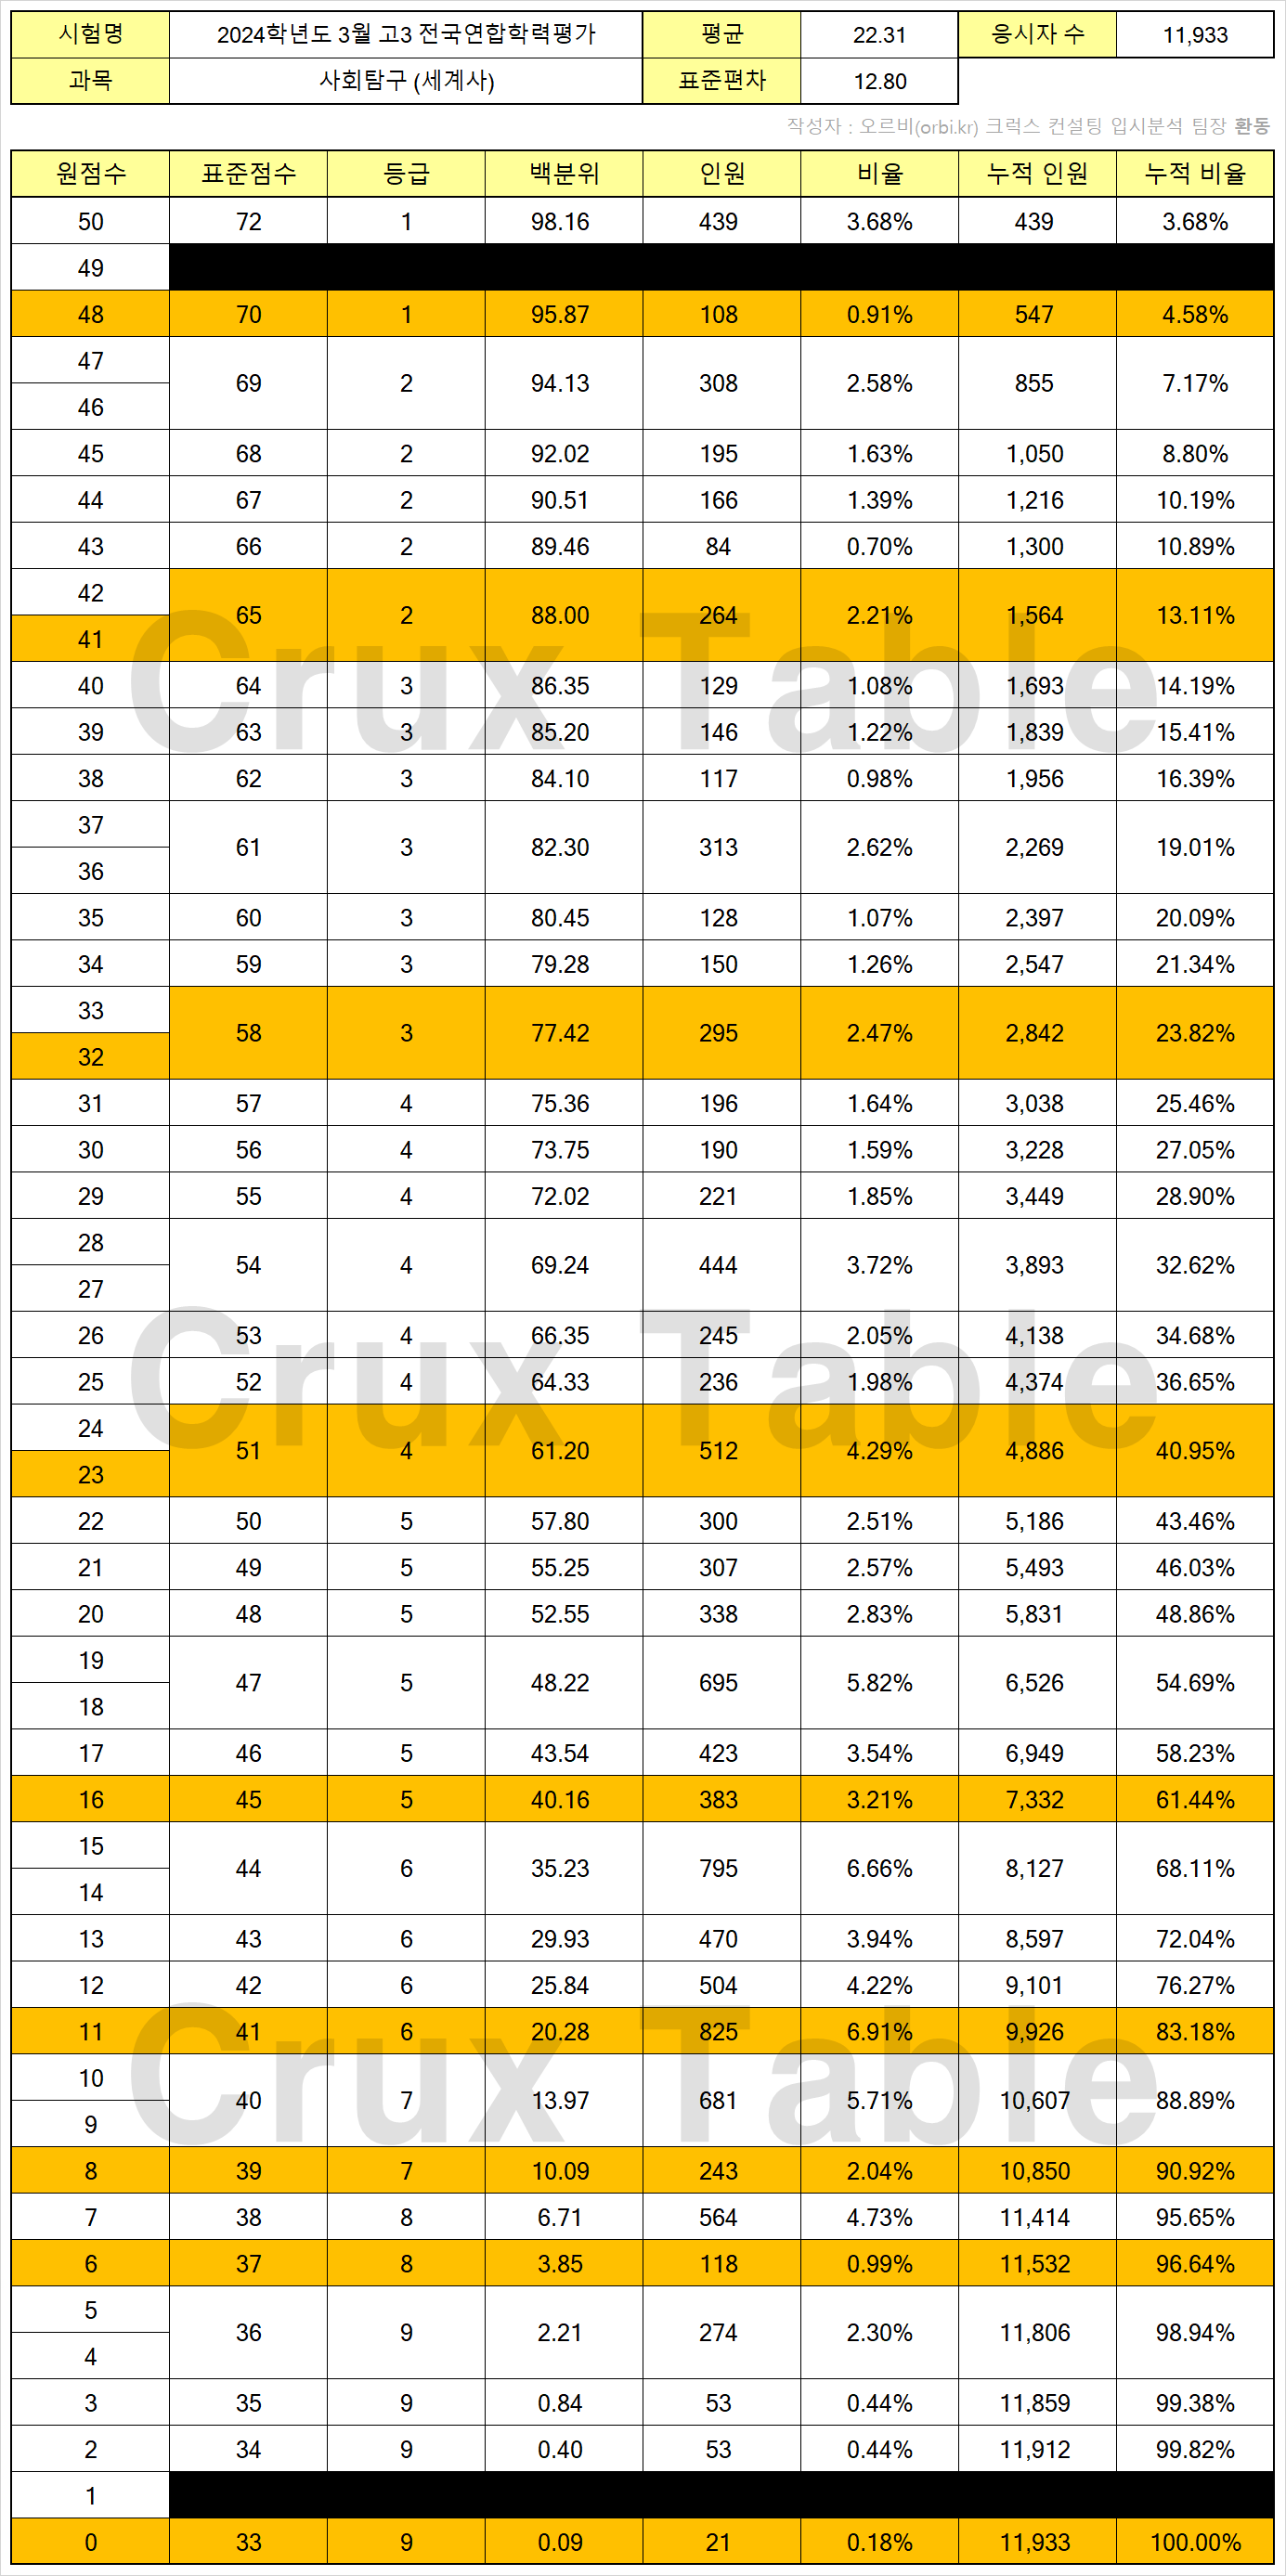 시험명 2024학년도 3월 고3 전국연합학력평가 평균 22.31 응시자 수 11,933
과목 사회탐구 (세계사) 표준편차 12.80
작성자 : 오르비(orbi.kr) 크럭스 컨설팅 입시분석 팀장 환동
원점수 표준점수 등급 백분위 인원 비율 누적 인원 누적 비율
50 72 1 98.16 439 3.68% 439 3.68%
49
48 70 1 95.87 108 0.91% 547 4.58%
47
69 2 94.13 308 2.58% 855 7.17%
46
45 68 2 92.02 195 1.63% 1,050 8.80%
44 67 2 90.51 166 1.39% 1,216 10.19%
43 66 2 89.46 84 0.70% 1,300 10.89%
42
65 2 88.00 264 2.21% 1,564 13.11%
41
Crux Table
40 64 3 86.35 129 1.08% 1,693 14.19%
39 63 3 85.20 146 1.22% 1,839 15.41%
38 62 3 84.10 117 0.98% 1,956 16.39%
37
61 3 82.30 313 2.62% 2,269 19.01%
36
35 60 3 80.45 128 1.07% 2,397 20.09%
34 59 3 79.28 150 1.26% 2,547 21.34%
33
58 3 77.42 295 2.47% 2,842 23.82%
32
31 57 4 75.36 196 1.64% 3,038 25.46%
30 56 4 73.75 190 1.59% 3,228 27.05%
29 55 4 72.02 221 1.85% 3,449 28.90%
28
54 4 69.24 444 3.72% 3,893 32.62%
27
26 53 4 66.35 245 2.05% 4,138 34.68%
Crux Table
25 52 4 64.33 236 1.98% 4,374 36.65%
24
51 4 61.20 512 4.29% 4,886 40.95%
23
22 50 5 57.80 300 2.51% 5,186 43.46%
21 49 5 55.25 307 2.57% 5,493 46.03%
20 48 5 52.55 338 2.83% 5,831 48.86%
19
47 5 48.22 695 5.82% 6,526 54.69%
18
17 46 5 43.54 423 3.54% 6,949 58.23%
16 45 5 40.16 383 3.21% 7,332 61.44%
15
44 6 35.23 795 6.66% 8,127 68.11%
14
13 43 6 29.93 470 3.94% 8,597 72.04%
12 42 6 25.84 504 4.22% 9,101 76.27%
11 41 6 20.28 825 6.91% 9,926 83.18%
Crux Table
10
40 7 13.97 681 5.71% 10,607 88.89%
9
8 39 7 10.09 243 2.04% 10,850 90.92%
7 38 8 6.71 564 4.73% 11,414 95.65%
6 37 8 3.85 118 0.99% 11,532 96.64%
5
36 9 2.21 274 2.30% 11,806 98.94%
4
3 35 9 0.84 53 0.44% 11,859 99.38%
2 34 9 0.40 53 0.44% 11,912 99.82%
1
0 33 9 0.09 21 0.18% 11,933 100.00%